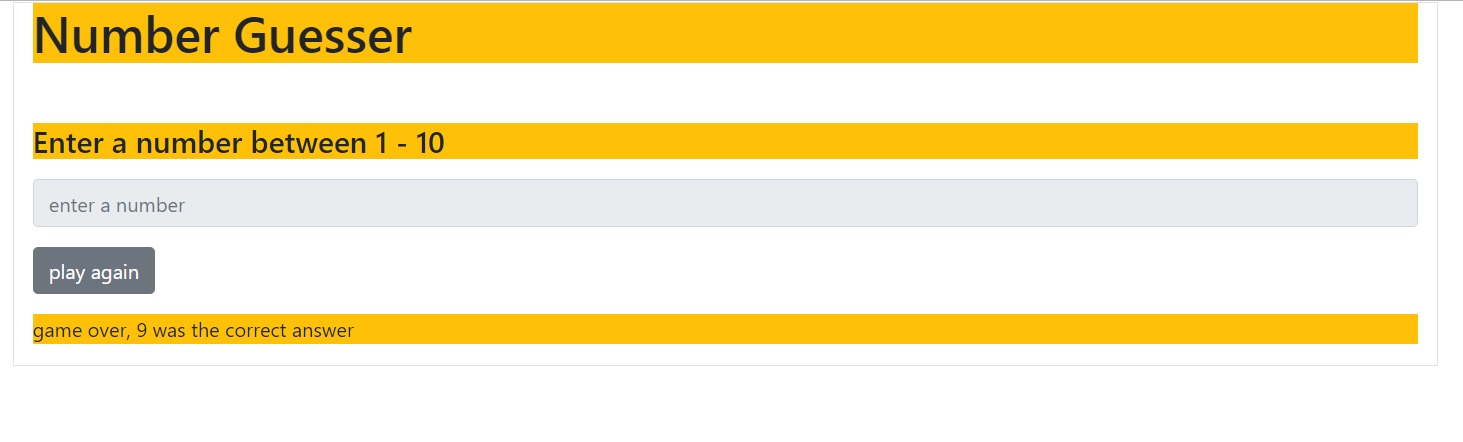 Number Guesser
Enter a number between 1 - 10
enter a number
play again
game over, 9 was the correct answer